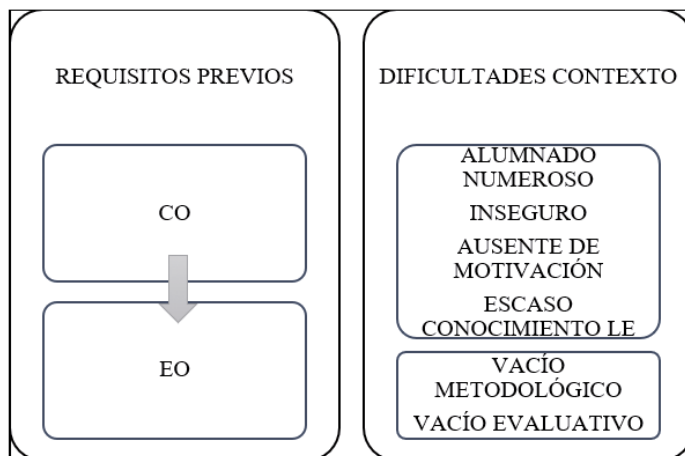 REQUISITOS PREVIOS
CO
EO
DIFICULTADES CONTEXTO
ALUMNADO
NUMEROSO
INSEGURO
AUSENTE DE
MOTIVACIÓN
ESCASO
CONOCIMIENTO LE
VACÍO
METODOLÓGICO
VACÍO EVALUATIVO